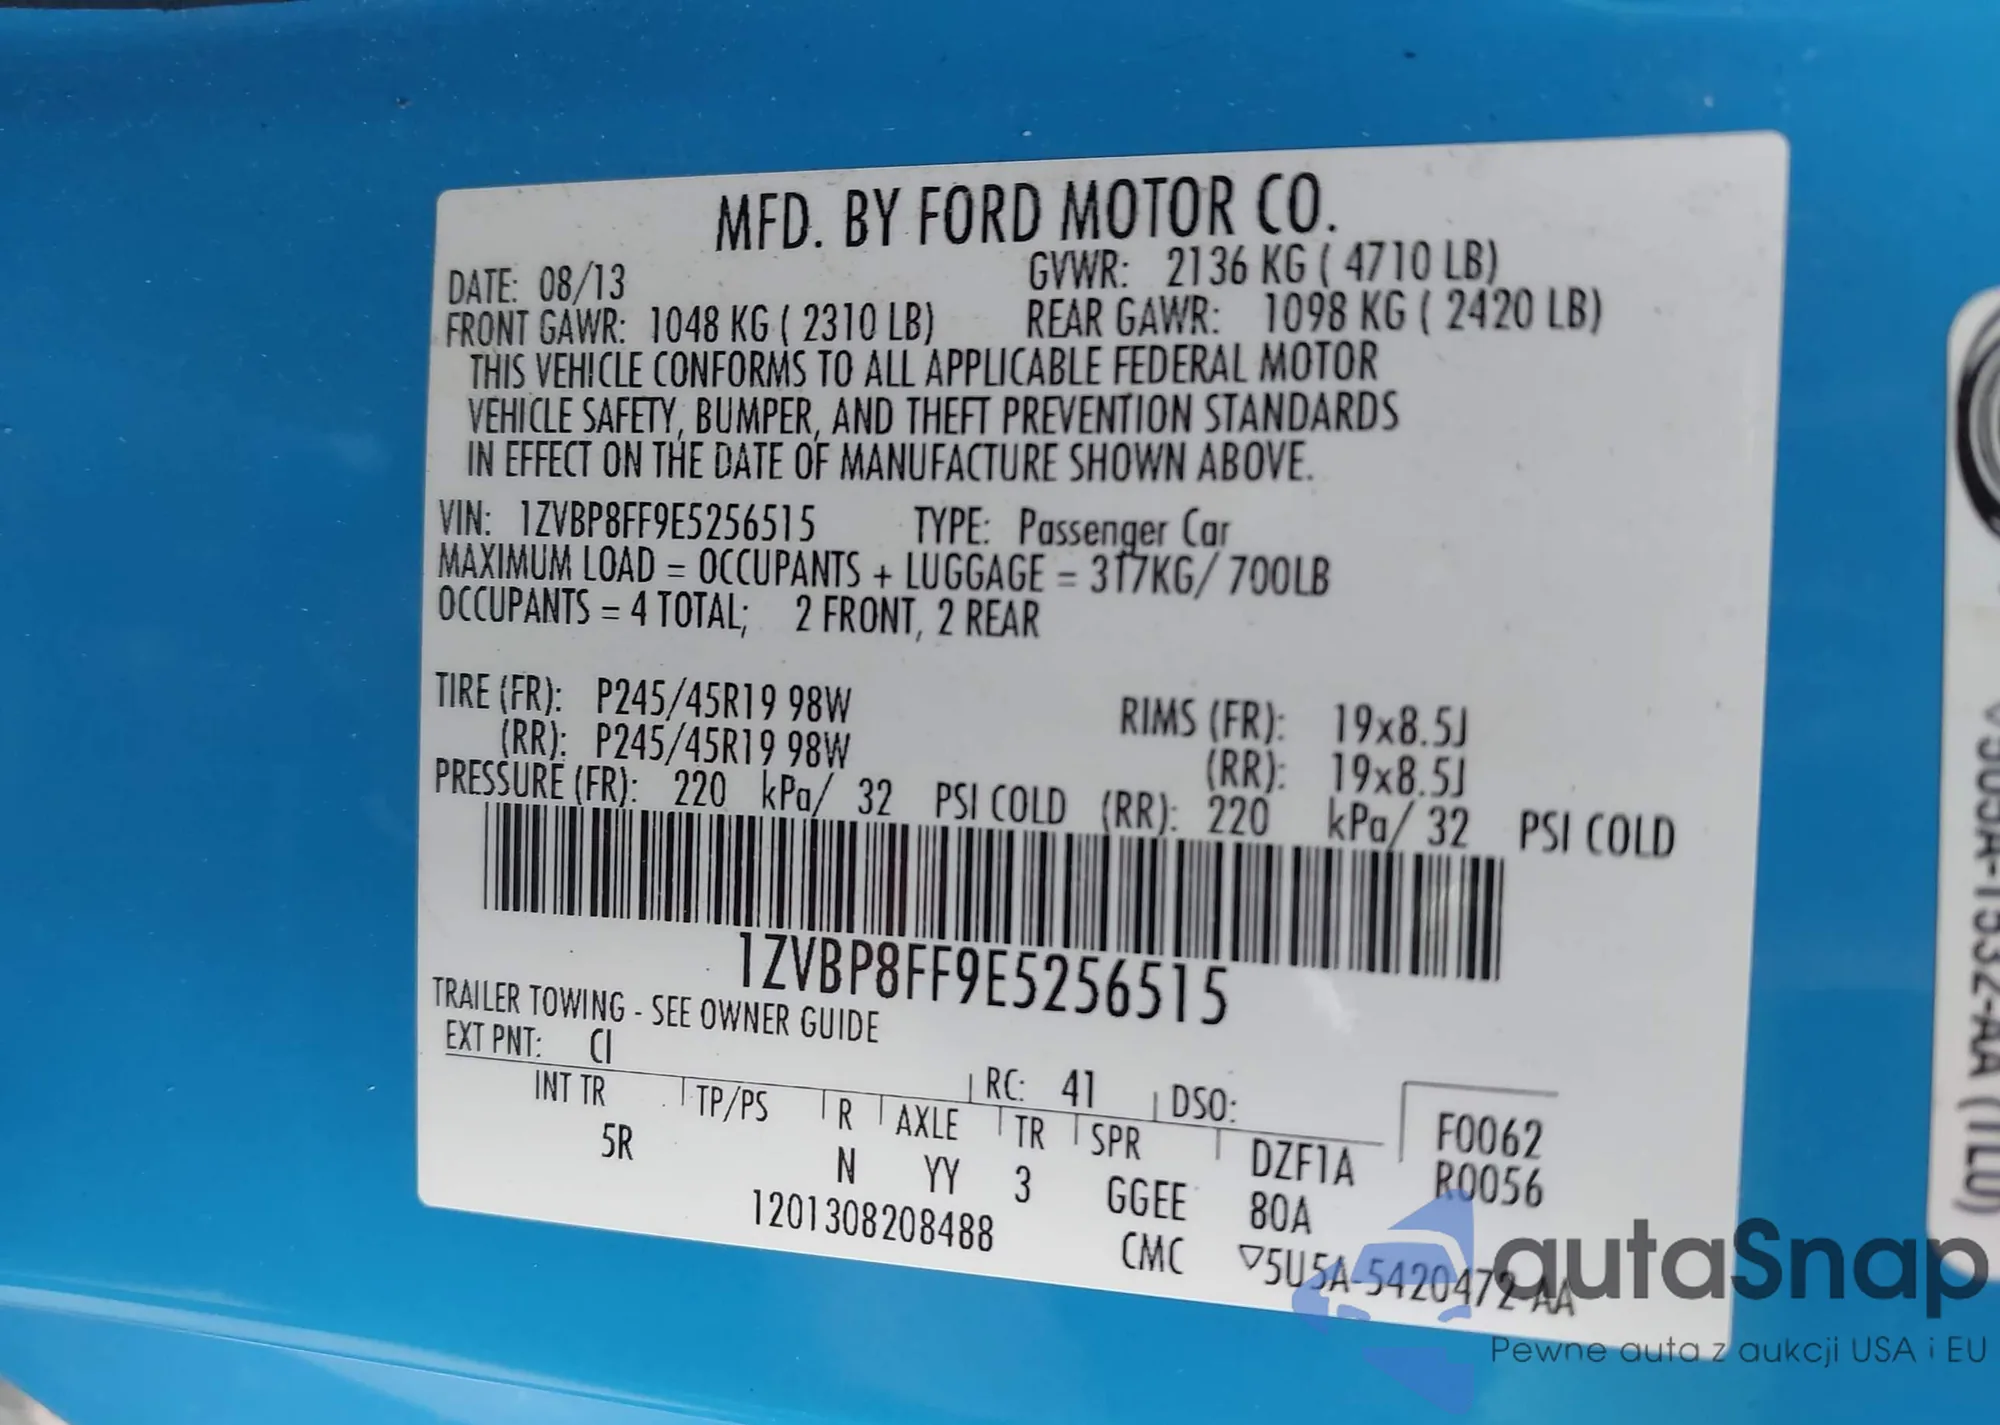 MFD. BY FORD MOTOR CO.
DATE: 08/13 GVWR: 2136 KG ( 4710 LB)
FRONT GAWR: 1048 KG ( 2310 LB) REAR GAWR: 1098 KG ( 2420 LB)
THIS VEHICLE CONFORMS TO ALL APPLICABLE FEDERAL MOTOR
VEHICLE SAFETY, BUMPER, AND THEFT PREVENTION STANDARDS
IN EFFECT ON THE DATE OF MANUFACTURE SHOWN ABOVE.
VIN: 1ZVBP8FF9E5256515 TYPE: Passenger Car
MAXIMUM LOAD = OCCUPANTS + LUGGAGE = 317KG/ 700LB
OCCUPANTS = 4 TOTAL; 2 FRONT, 2 REAR
TIRE (FR): P245/45R19 98W RIMS (FR): 19x8.5J
(RR): P245/45R19 98W (RR): 19x8.5J
PRESSURE (FR): 220 kPa/ 32 PSI COLD (RR): 220 kPa/ 32 PSI COLD
1ZVBP8FF9E5256515
TRAILER TOWING - SEE OWNER GUIDE
EXT PNT: CI RC: 41 DSO:
INT TR TP/PS R AXLE TR SPR DZF1A F0062
5R N YY 3 GGEE 80A R0056
1201308208488 CMC ▽5U5A-5420472-AA
autaSnap
Pewne auta z aukcji USA i EU